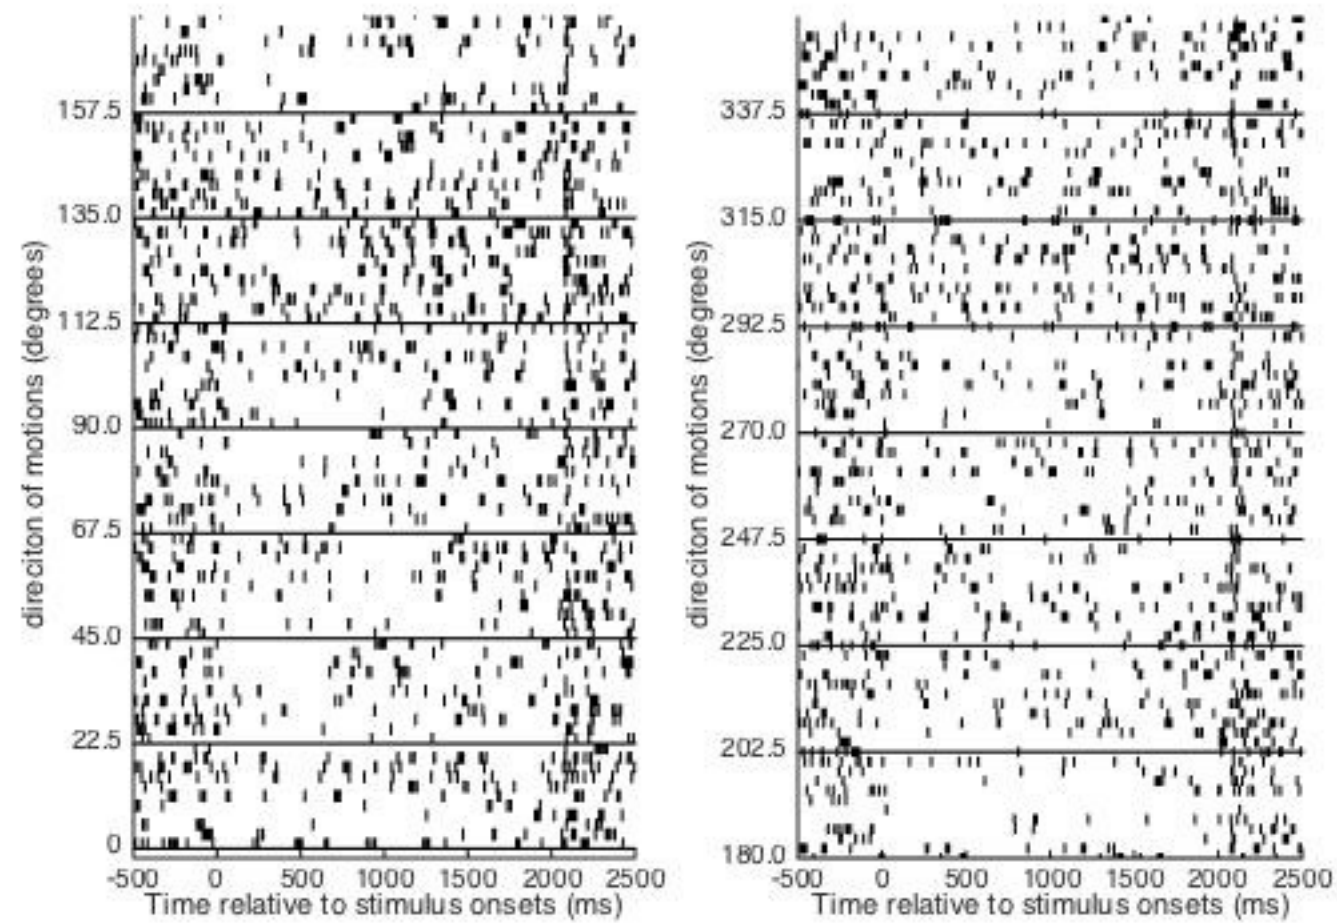 direciton of motions (degrees)
157.5
135.0
112.5
90.0
67.5
45.0
22.5
0
-500 0 500 1000 1500 2000 2500
Time relative to stimulus onsets (ms)
direciton of motions (degrees)
337.5
315.0
292.5
270.0
247.5
225.0
202.5
180.0
-500 0 500 1000 1500 2000 2500
Time relative to stimulus onsets (ms)